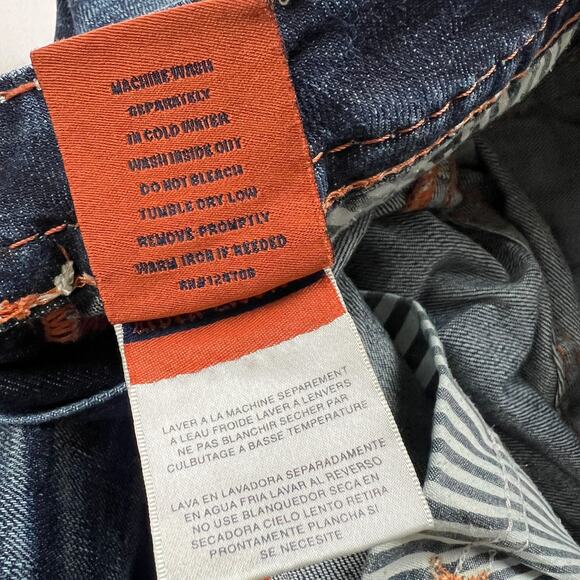 MACHINE WASH
SEPARATELY
IN COLD WATER
WASH INSIDE OUT
DO NOT BLEACH
TUMBLE DRY LOW
REMOVE PROMPTLY
WARM IRON IF NEEDED
RN#124708
LAVER A LA MACHINE SEPAREMENT
A LEAU FROIDE LAVER A LENVERS
NE PAS BLANCHIR SECHER PAR
CULBUTAGE A BASSE TEMPERATURE
LAVA EN LAVADORA SEPARADAMENTE
EN AGUA FRIA LAVAR AL REVERSO
NO USE BLANQUEDOR SECA EN
SECADORA CIELO LENTO RETIRA
PRONTAMENTE PLANCHA SI
SE NECESITE